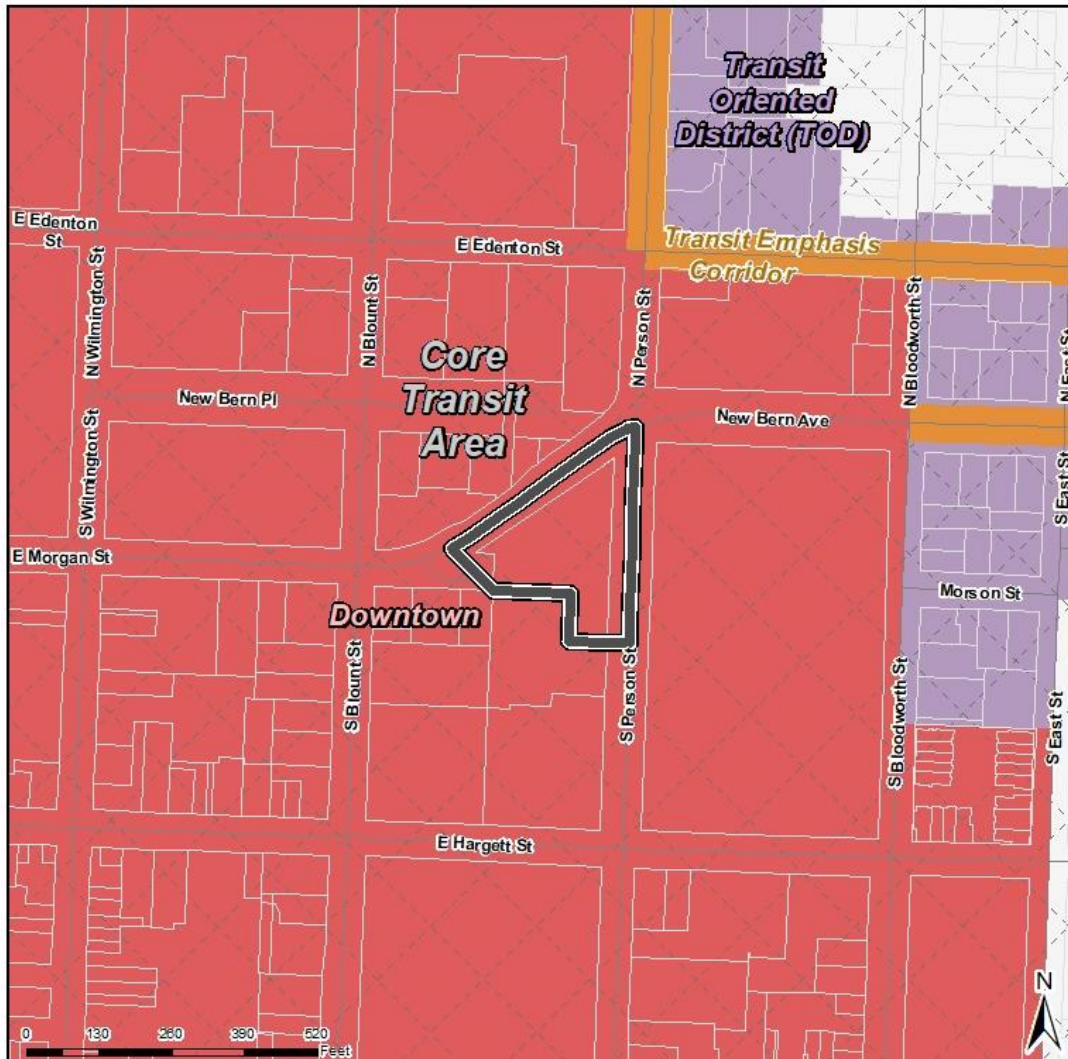 Transit
Oriented
District (TOD)
E Edenton
St
E Edenton St
Transit Emphasis
Corridor
N Wilmington St
N Blount St
N Person St
N Bloodworth St
N East St
Core
Transit
Area
New Bern Pl
New Bern Ave
S Wilmington St
S East St
E Morgan St
Morson St
Downtown
S Blount St
S Person St
S Bloodworth St
S East St
E Hargett St
N
0 130 260 390 520
Feet